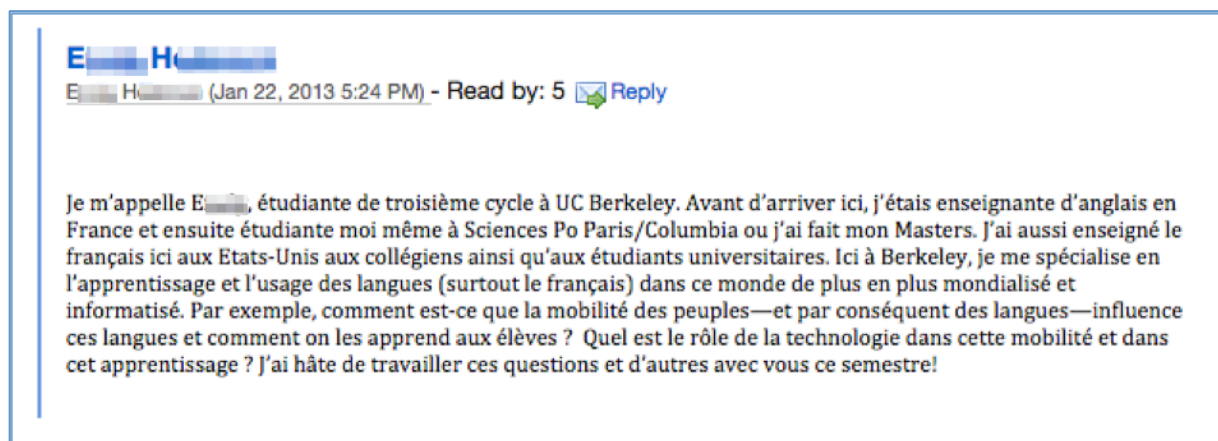 E H
E H (Jan 22, 2013 5:24 PM) - Read by: 5 Reply
Je m'appelle E, étudiante de troisième cycle à UC Berkeley. Avant d'arriver ici, j'étais enseignante d'anglais en
France et ensuite étudiante moi même à Sciences Po Paris/Columbia ou j'ai fait mon Masters. J'ai aussi enseigné le
français ici aux Etats-Unis aux collégiens ainsi qu'aux étudiants universitaires. Ici à Berkeley, je me spécialise en
l'apprentissage et l'usage des langues (surtout le français) dans ce monde de plus en plus mondialisé et
informatisé. Par exemple, comment est-ce que la mobilité des peuples—et par conséquent des langues—influence
ces langues et comment on les apprend aux élèves ? Quel est le rôle de la technologie dans cette mobilité et dans
cet apprentissage ? J'ai hâte de travailler ces questions et d'autres avec vous ce semestre!